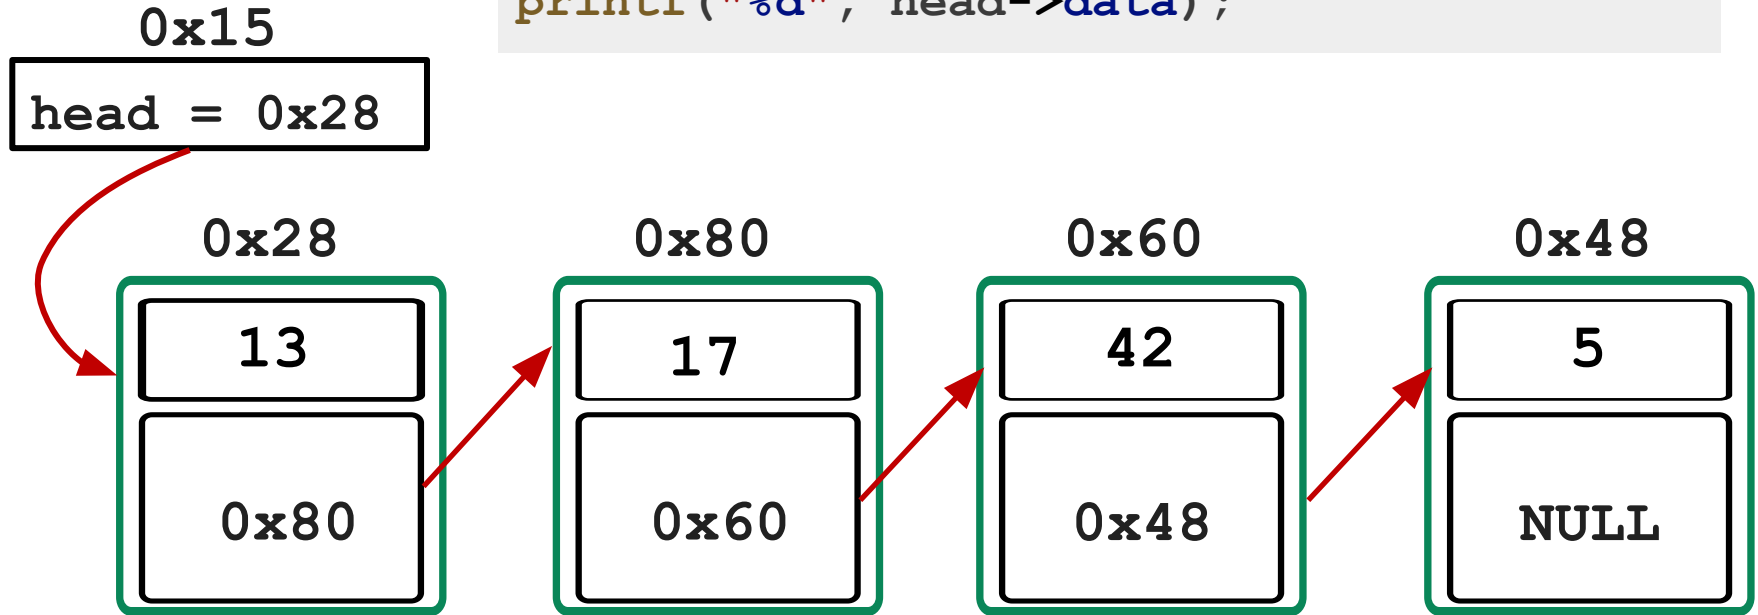 printf("%d", head->data);
0x15
head = 0x28
0x28 0x80 0x60 0x48
13 17 42 5
0x80 0x60 0x48 NULL